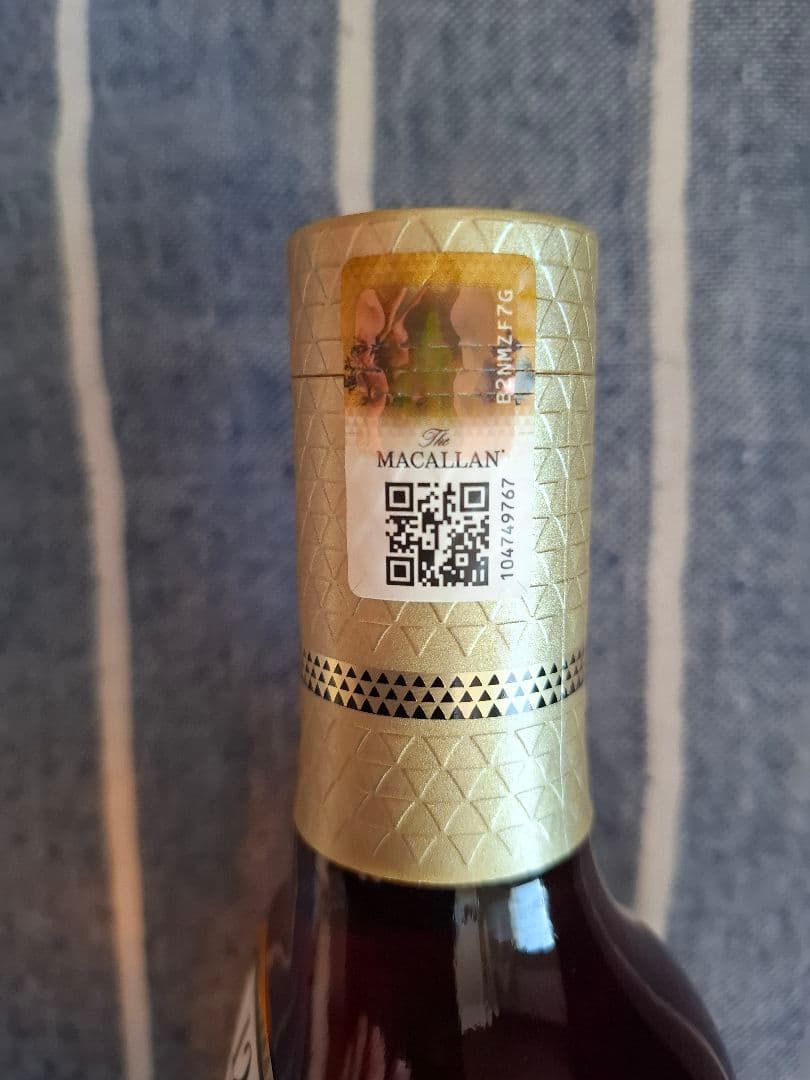 B2NMZF7G
The
MACALLAN
104749767